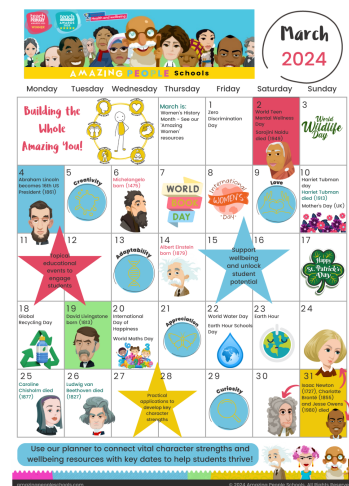 March
2024
AMAZING PEOPLE Schools
Monday Tuesday Wednesday Thursday Friday Saturday Sunday
Building the
Whole
Amazing You!
March is:
Women's History
Month - See our
'Amazing
Women'
resources
1
Zero
Discrimination
Day
2
World Teen
Mental Wellness
Day
Sarojini Naidu
died (1949)
3
World
Wildlife
Day
4
Abraham Lincoln
becomes 16th US
President (1861)
5
Creativity
6
Michelangelo
born (1475)
7
WORLD
BOOK
DAY
8
International
WOMEN'S
Day
9
Love
10
Harriet Tubman
day
Harriet Tubman
died (1913)
Mother's Day (UK)
11
educational
events to
engage
students
12
13
Adaptability
14
Albert Einstein
born (1879)
15
Support
wellbeing
and unlock
student
potential
16
17
Happy
St. Patrick's
Day
18
Global
Recycling Day
19
David Livingstone
born (1813)
20
International
Day of
Happiness
World Maths Day
21
Appreciation
22
World Water Day
Earth Hour Schools
Day
23
Earth Hour
24
25
Caroline
Chisholm died
(1877)
26
Ludwig van
Beethoven died
(1827)
27
28
Practical
applications to
develop key
character
strengths
29
Curiosity
30
31
Isaac Newton
(1727), Charlotte
Brontë (1855)
and Jesse Owens
(1980) died
Use our planner to connect vital character strengths and
wellbeing resources with key dates to help students thrive!
amazingpeopleschools.com
© 2024 Amazing People Schools. All Rights Reserved